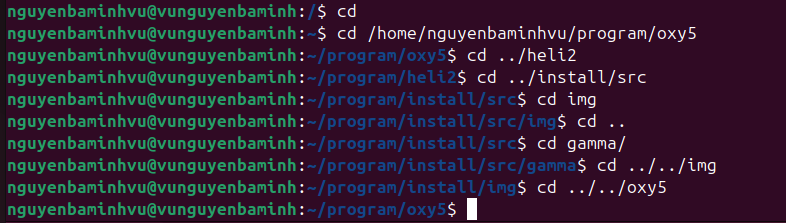 nguyenbaminhvu@vunguyenbaminh:/$ cd
nguyenbaminhvu@vunguyenbaminh:~$ cd /home/nguyenbaminhvu/program/oxy5
nguyenbaminhvu@vunguyenbaminh:~/program/oxy5$ cd ../heli2
nguyenbaminhvu@vunguyenbaminh:~/program/heli2$ cd ../install/src
nguyenbaminhvu@vunguyenbaminh:~/program/install/src$ cd img
nguyenbaminhvu@vunguyenbaminh:~/program/install/src/img$ cd ..
nguyenbaminhvu@vunguyenbaminh:~/program/install/src$ cd gamma/
nguyenbaminhvu@vunguyenbaminh:~/program/install/src/gamma$ cd ../../img
nguyenbaminhvu@vunguyenbaminh:~/program/install/img$ cd ../../oxy5
nguyenbaminhvu@vunguyenbaminh:~/program/oxy5$